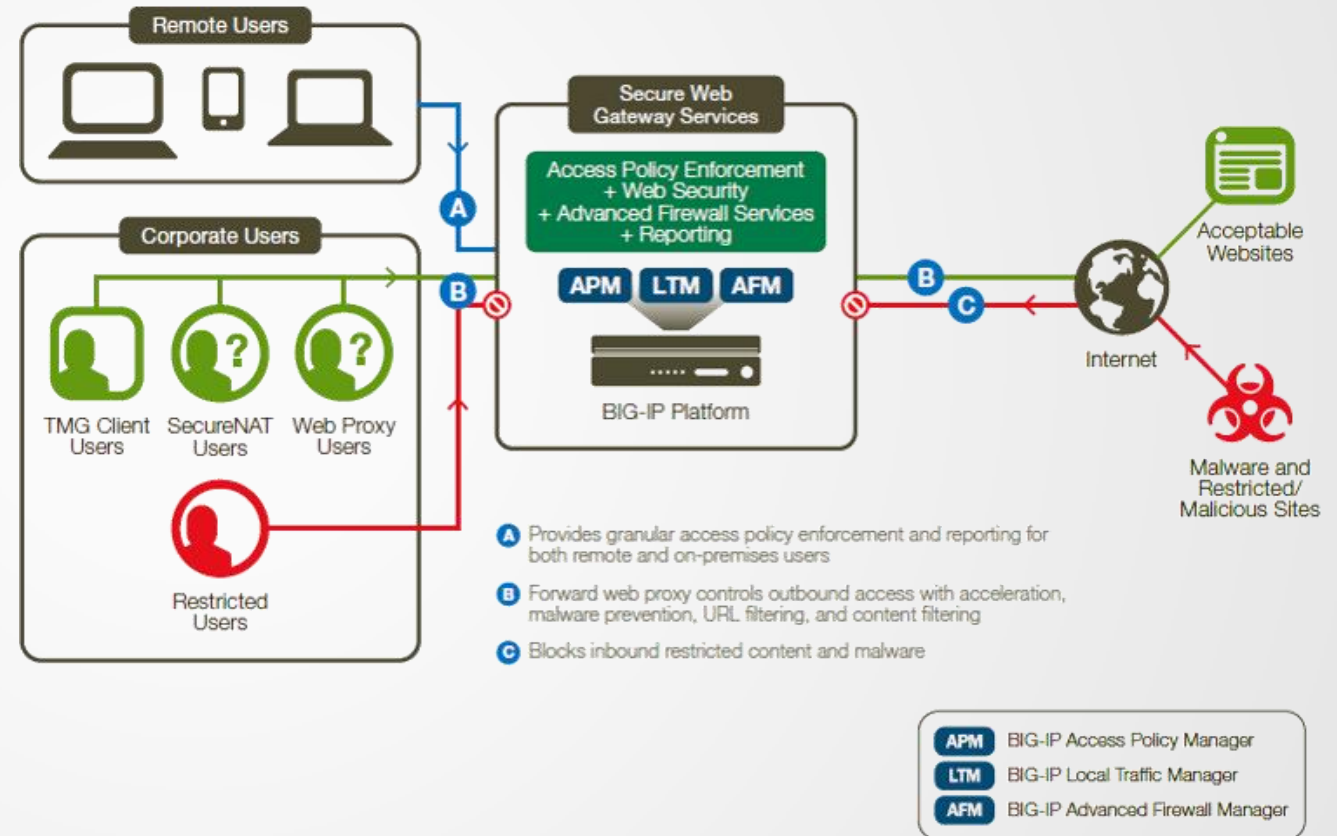 Remote Users
Secure Web
Gateway Services
Access Policy Enforcement
+ Web Security
+ Advanced Firewall Services
+ Reporting
A
Corporate Users
B
APM
LTM
AFM
BIG-IP Platform
B
C
Internet
Acceptable
Websites
Malware and
Restricted/
Malicious Sites
?
?
TMG Client
Users
SecureNAT
Users
Web Proxy
Users
Restricted
Users
A Provides granular access policy enforcement and reporting for
both remote and on-premises users
B Forward web proxy controls outbound access with acceleration,
malware prevention, URL filtering, and content filtering
C Blocks inbound restricted content and malware
APM BIG-IP Access Policy Manager
LTM BIG-IP Local Traffic Manager
AFM BIG-IP Advanced Firewall Manager